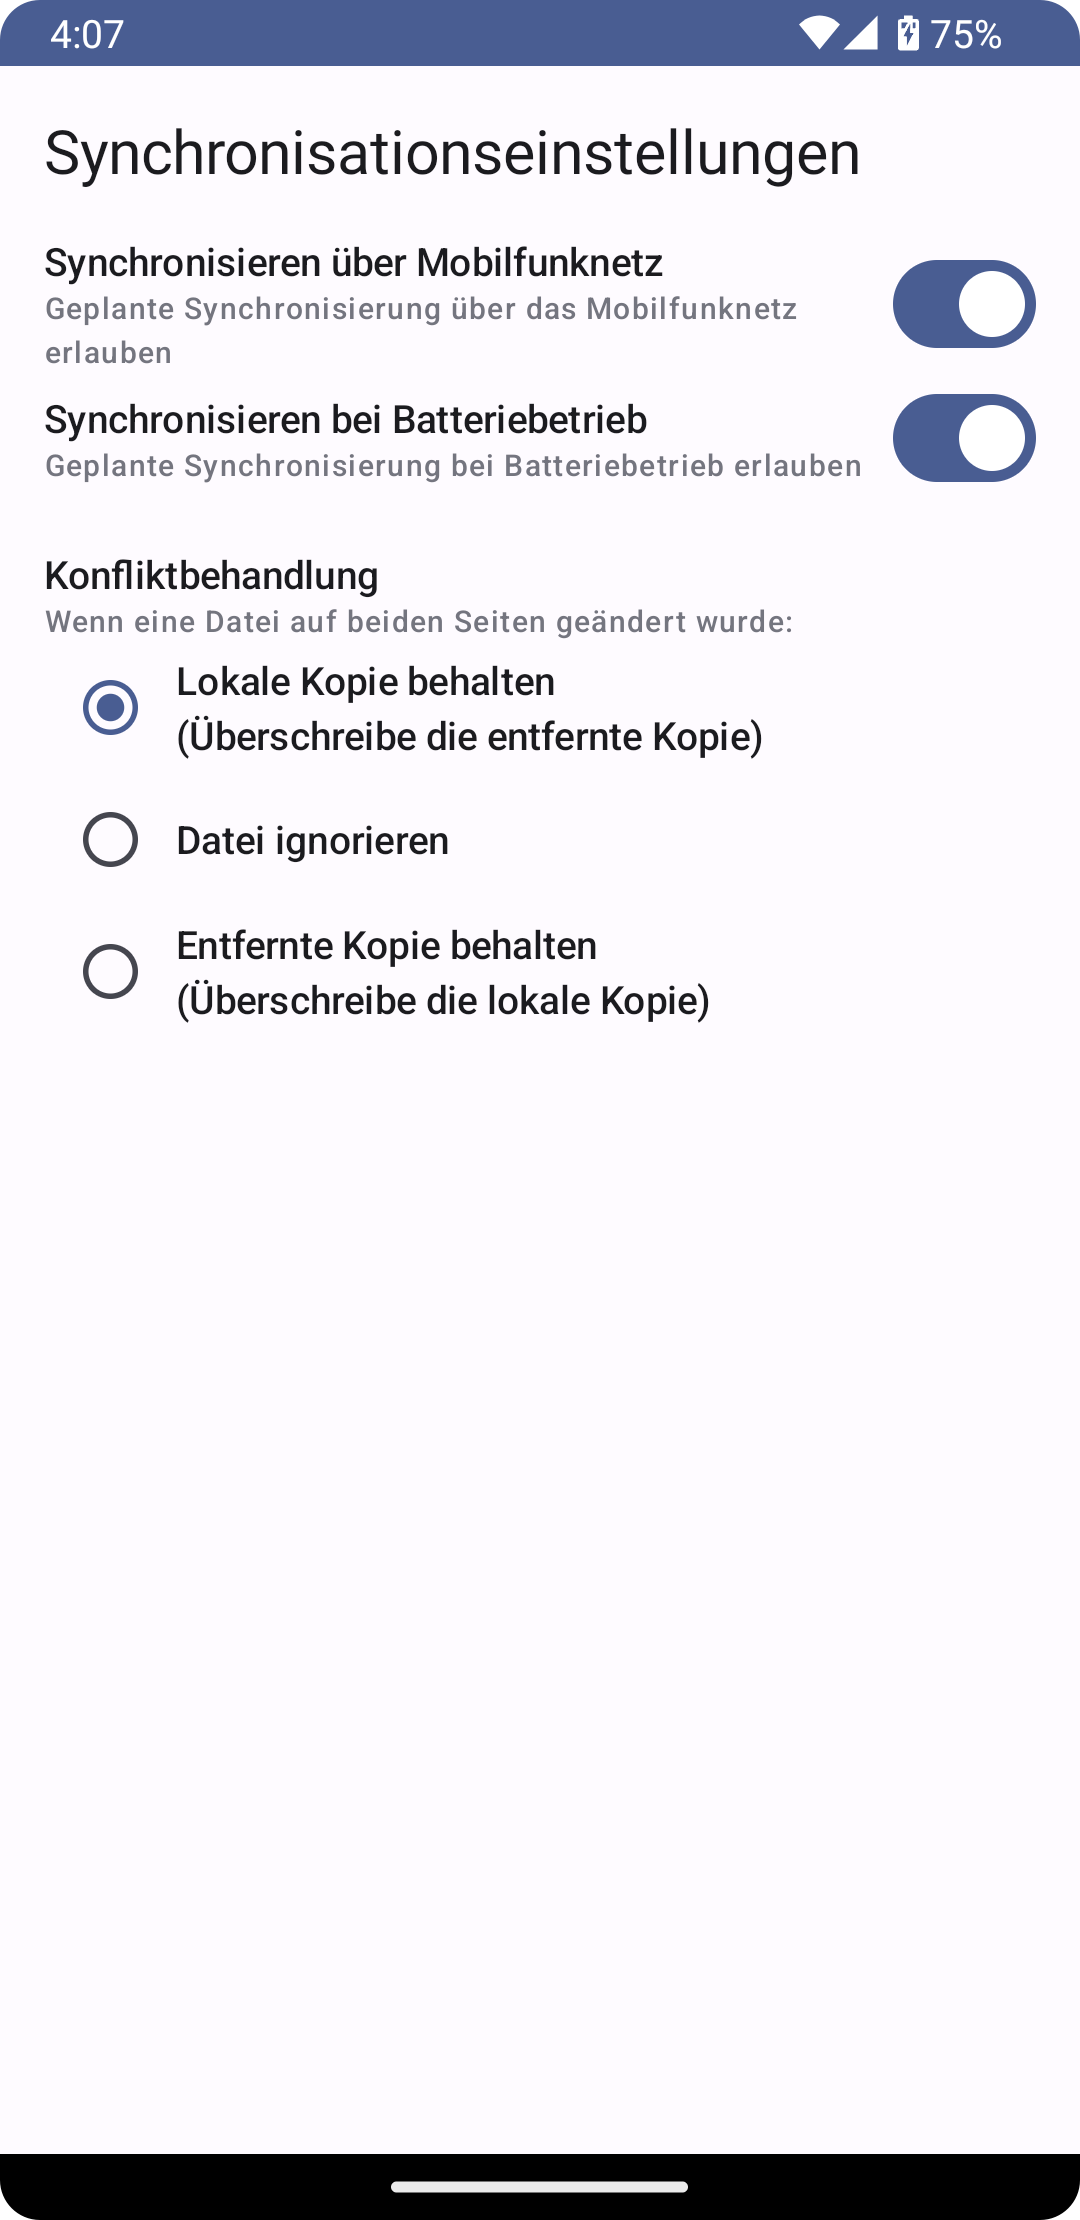 4:07
75%
Synchronisationseinstellungen
Synchronisieren über Mobilfunknetz
Geplante Synchronisierung über das Mobilfunknetz
erlauben
Synchronisieren bei Batteriebetrieb
Geplante Synchronisierung bei Batteriebetrieb erlauben
Konfliktbehandlung
Wenn eine Datei auf beiden Seiten geändert wurde:
Lokale Kopie behalten
(Überschreibe die entfernte Kopie)
Datei ignorieren
Entfernte Kopie behalten
(Überschreibe die lokale Kopie)